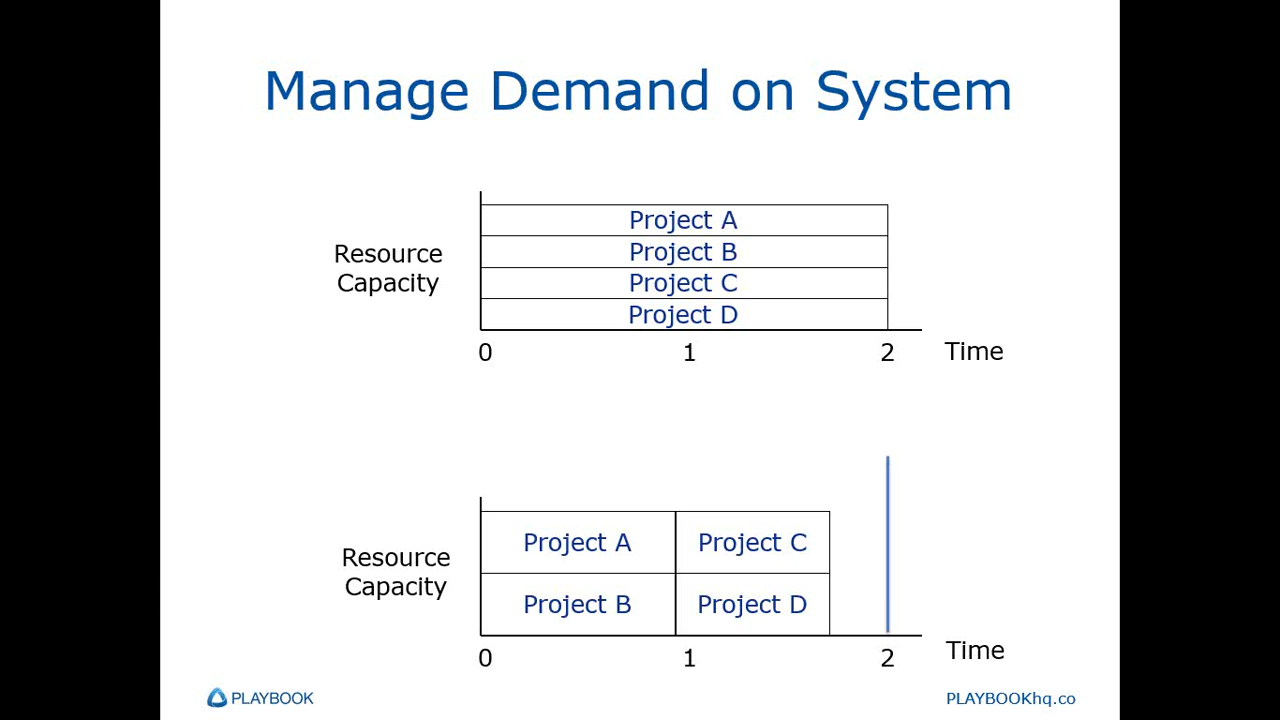 Manage Demand on System
Resource
Capacity
Project A
Project B
Project C
Project D
0 1 2 Time
Resource
Capacity
Project A Project C
Project B Project D
0 1 2 Time
PLAYBOOK PLAYBOOKhq.co